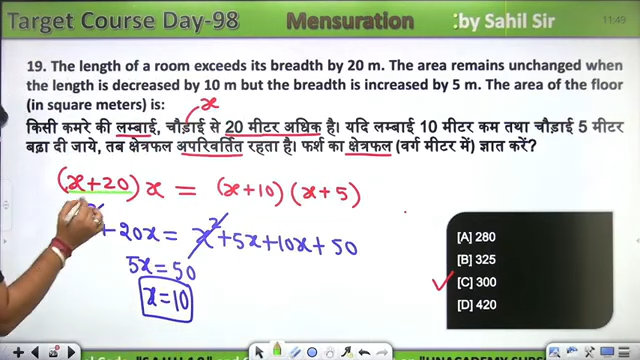 Target Course Day-98 Mensuration :by Sahil Sir 11:49
19. The length of a room exceeds its breadth by 20 m. The area remains unchanged when
the length is decreased by 10 m but the breadth is increased by 5 m. The area of the floor
(in square meters) is:
x
किसी कमरे की लम्बाई, चौड़ाई से 20 मीटर अधिक है। यदि लम्बाई 10 मीटर कम तथा चौड़ाई 5 मीटर
बढ़ा दी जाये, तब क्षेत्रफल अपरिवर्तित रहता है। फर्श का क्षेत्रफल (वर्ग मीटर में) ज्ञात करें?
(x+20)x = (x+10)(x+5)
+20x = x²+5x+10x+50
5x=50
x=10
[A] 280
[B] 325
[C] 300
[D] 420